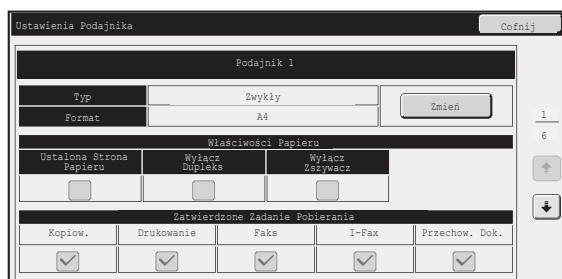 Ustawienia Podajnika Cofnij
Podajnik 1
Typ Zwykły
Format A4
Zmień
1
6
Właściwości Papieru
Ustalona Strona Papieru
Wyłącz Dupleks
Wyłącz Zszywacz
Zatwierdzone Zadanie Pobierania
Kopiow. Drukowanie Faks I-Fax Przechow. Dok.